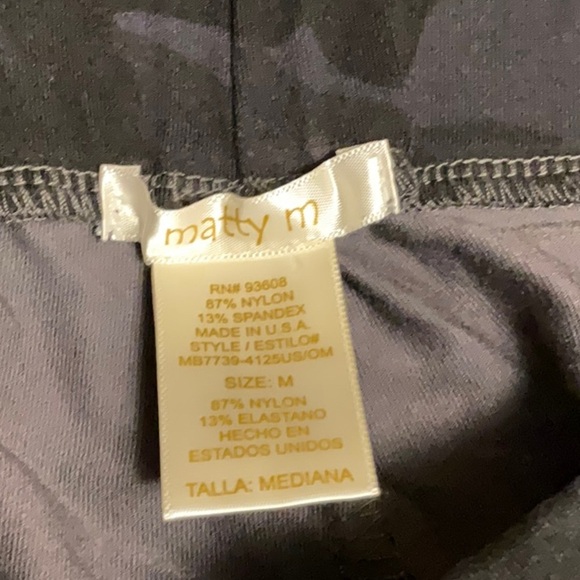 matty m
RN# 93608
87% NYLON
13% SPANDEX
MADE IN U.S.A.
STYLE / ESTILO#
MB7739-4125US/OM
SIZE: M
87% NYLON
13% ELASTANO
HECHO EN
ESTADOS UNIDOS
TALLA: MEDIANA